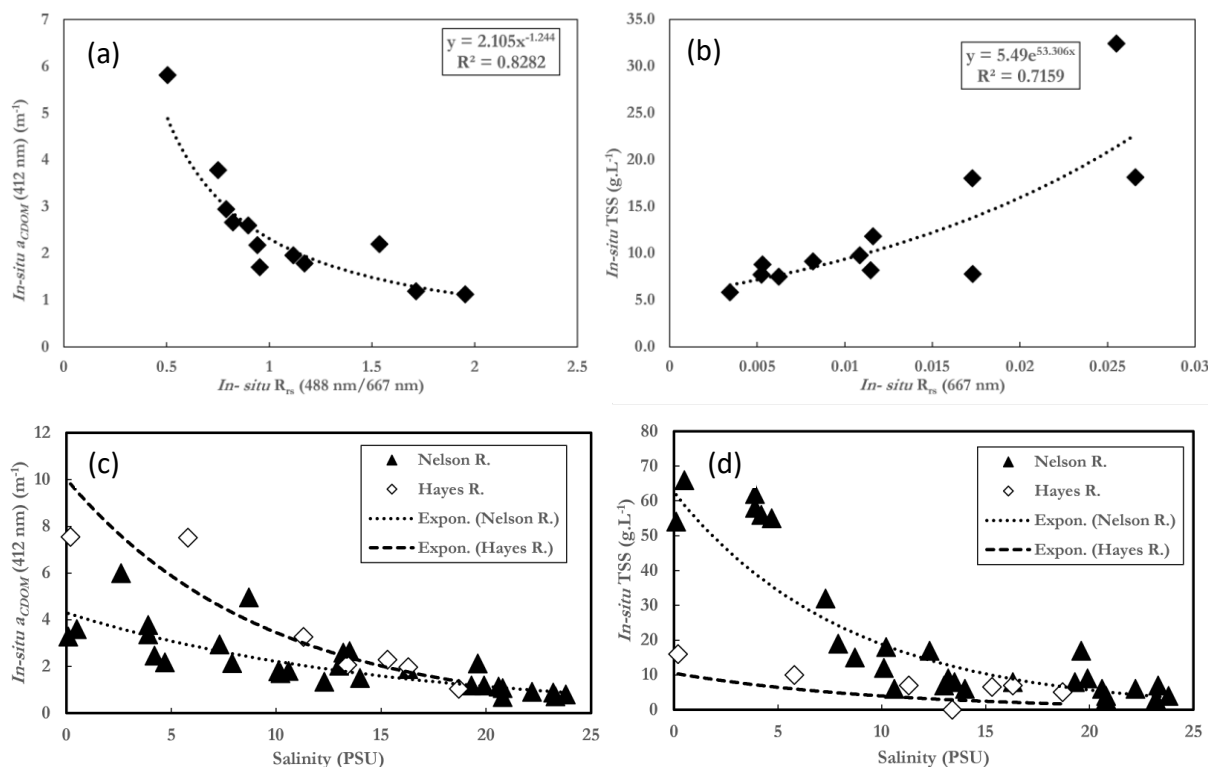 (a)
y = 2.105x^-1.244
R² = 0.8282
In-situ a_CDOM (412 nm) (m⁻¹)
7
6
5
4
3
2
1
0
0 0.5 1 1.5 2 2.5
In- situ R_rs (488 nm/667 nm)
(b)
y = 5.49e^53.306x
R² = 0.7159
In-situ TSS (g.L⁻¹)
35.0
30.0
25.0
20.0
15.0
10.0
5.0
0.0
0 0.005 0.01 0.015 0.02 0.025 0.03
In- situ R_rs (667 nm)
(c)
Nelson R.
Hayes R.
Expon. (Nelson R.)
Expon. (Hayes R.)
In-situ a_CDOM (412 nm) (m⁻¹)
12
10
8
6
4
2
0
0 5 10 15 20 25
Salinity (PSU)
(d)
Nelson R.
Hayes R.
Expon. (Nelson R.)
Expon. (Hayes R.)
In-situ TSS (g.L⁻¹)
80
70
60
50
40
30
20
10
0
0 5 10 15 20 25
Salinity (PSU)